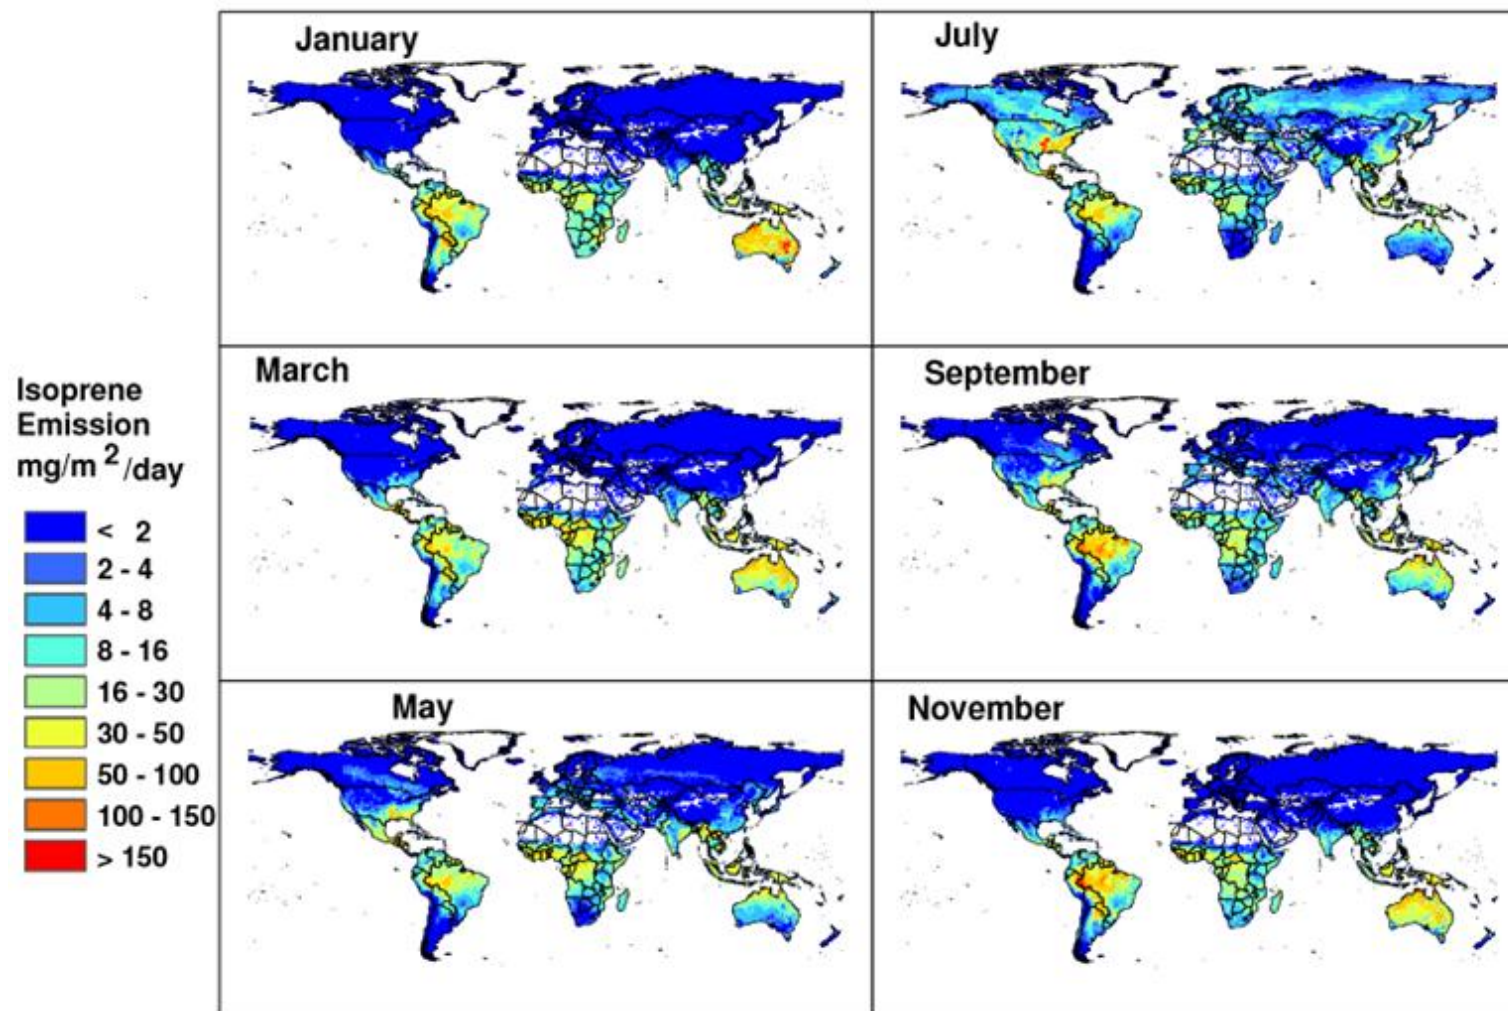 January
July
March
September
May
November
Isoprene
Emission
mg/m 2 /day
< 2
2 - 4
4 - 8
8 - 16
16 - 30
30 - 50
50 - 100
100 - 150
> 150